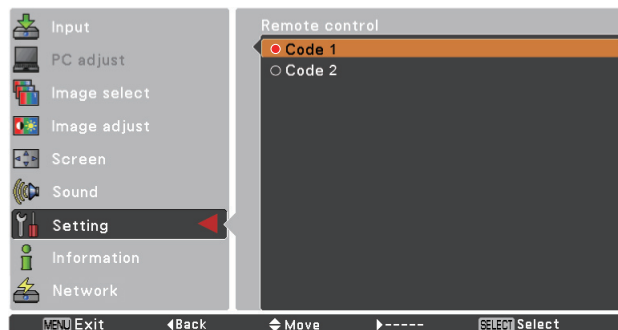 Input
PC adjust
Image select
Image adjust
Screen
Sound
Setting
Information
Network
Remote control
Code 1
Code 2
MENU Exit ◀Back ◆Move ▶----- SELECT Select